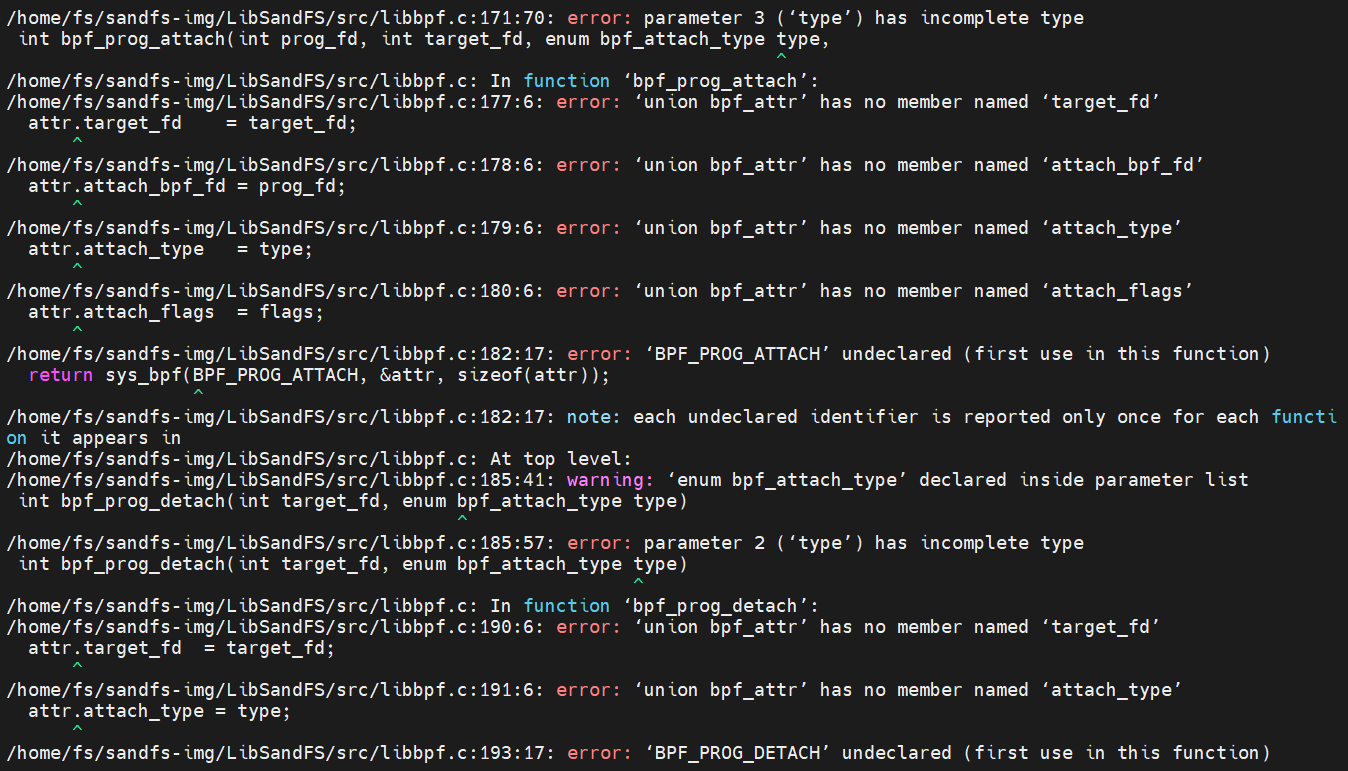 /home/fs/sandfs-img/LibSandFS/src/libbpf.c:171:70: error: parameter 3 (‘type’) has incomplete type
 int bpf_prog_attach(int prog_fd, int target_fd, enum bpf_attach_type type,
                                                                      ^
/home/fs/sandfs-img/LibSandFS/src/libbpf.c: In function ‘bpf_prog_attach’:
/home/fs/sandfs-img/LibSandFS/src/libbpf.c:177:6: error: ‘union bpf_attr’ has no member named ‘target_fd’
  attr.target_fd    = target_fd;
      ^
/home/fs/sandfs-img/LibSandFS/src/libbpf.c:178:6: error: ‘union bpf_attr’ has no member named ‘attach_bpf_fd’
  attr.attach_bpf_fd = prog_fd;
      ^
/home/fs/sandfs-img/LibSandFS/src/libbpf.c:179:6: error: ‘union bpf_attr’ has no member named ‘attach_type’
  attr.attach_type   = type;
      ^
/home/fs/sandfs-img/LibSandFS/src/libbpf.c:180:6: error: ‘union bpf_attr’ has no member named ‘attach_flags’
  attr.attach_flags  = flags;
      ^
/home/fs/sandfs-img/LibSandFS/src/libbpf.c:182:17: error: ‘BPF_PROG_ATTACH’ undeclared (first use in this function)
  return sys_bpf(BPF_PROG_ATTACH, &attr, sizeof(attr));
                 ^
/home/fs/sandfs-img/LibSandFS/src/libbpf.c:182:17: note: each undeclared identifier is reported only once for each functi
on it appears in
/home/fs/sandfs-img/LibSandFS/src/libbpf.c: At top level:
/home/fs/sandfs-img/LibSandFS/src/libbpf.c:185:41: warning: ‘enum bpf_attach_type’ declared inside parameter list
 int bpf_prog_detach(int target_fd, enum bpf_attach_type type)
                                         ^
/home/fs/sandfs-img/LibSandFS/src/libbpf.c:185:57: error: parameter 2 (‘type’) has incomplete type
 int bpf_prog_detach(int target_fd, enum bpf_attach_type type)
                                                         ^
/home/fs/sandfs-img/LibSandFS/src/libbpf.c: In function ‘bpf_prog_detach’:
/home/fs/sandfs-img/LibSandFS/src/libbpf.c:190:6: error: ‘union bpf_attr’ has no member named ‘target_fd’
  attr.target_fd  = target_fd;
      ^
/home/fs/sandfs-img/LibSandFS/src/libbpf.c:191:6: error: ‘union bpf_attr’ has no member named ‘attach_type’
  attr.attach_type = type;
      ^
/home/fs/sandfs-img/LibSandFS/src/libbpf.c:193:17: error: ‘BPF_PROG_DETACH’ undeclared (first use in this function)